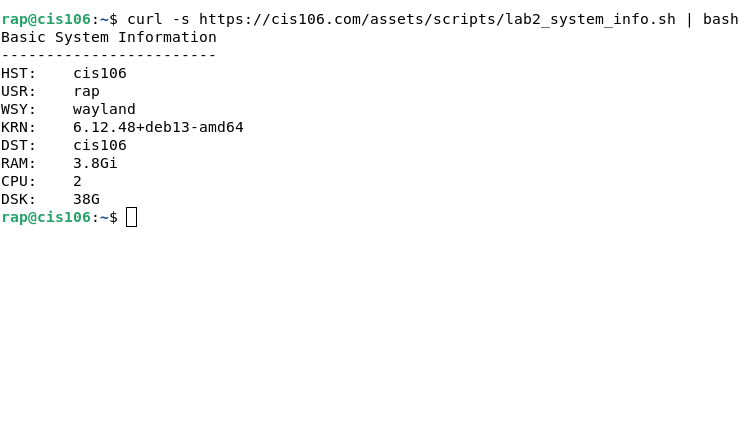 rap@cis106:~$ curl -s https://cis106.com/assets/scripts/lab2_system_info.sh | bash
Basic System Information
------------------------
HST:    cis106
USR:    rap
WSY:    wayland
KRN:    6.12.48+deb13-amd64
DST:    cis106
RAM:    3.8Gi
CPU:    2
DSK:    38G
rap@cis106:~$